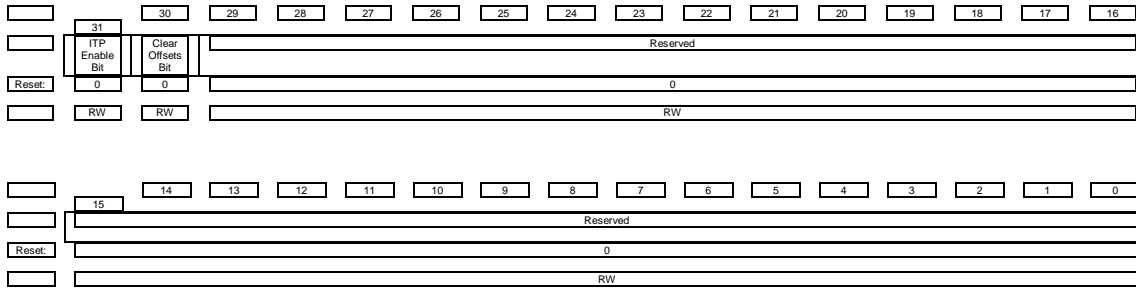 31 30 29 28 27 26 25 24 23 22 21 20 19 18 17 16
ITP Enable Bit Clear Offsets Bit Reserved
Reset: 0 0 0
RW RW RW
15 14 13 12 11 10 9 8 7 6 5 4 3 2 1 0
Reserved
Reset: 0
RW